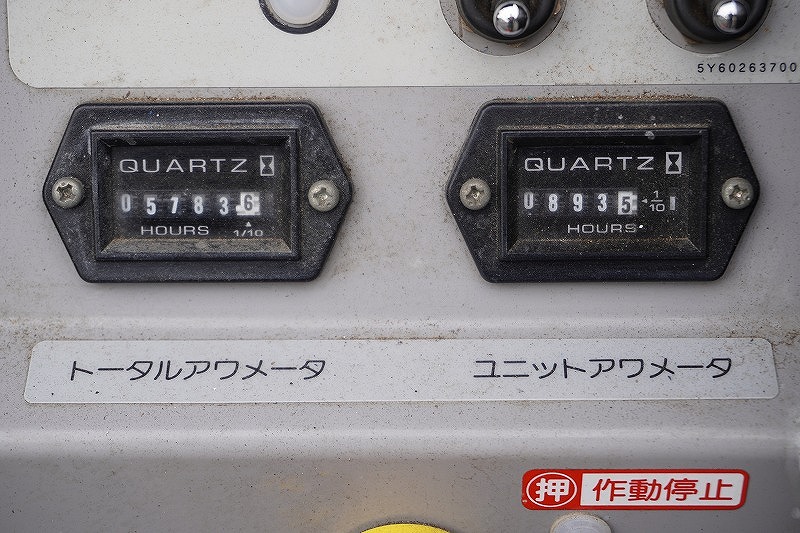 5Y60263700
QUARTZ
057836
HOURS 1/10
QUARTZ
08935 1/10
HOURS
トータルアワメータ
ユニットアワメータ
押 作動停止